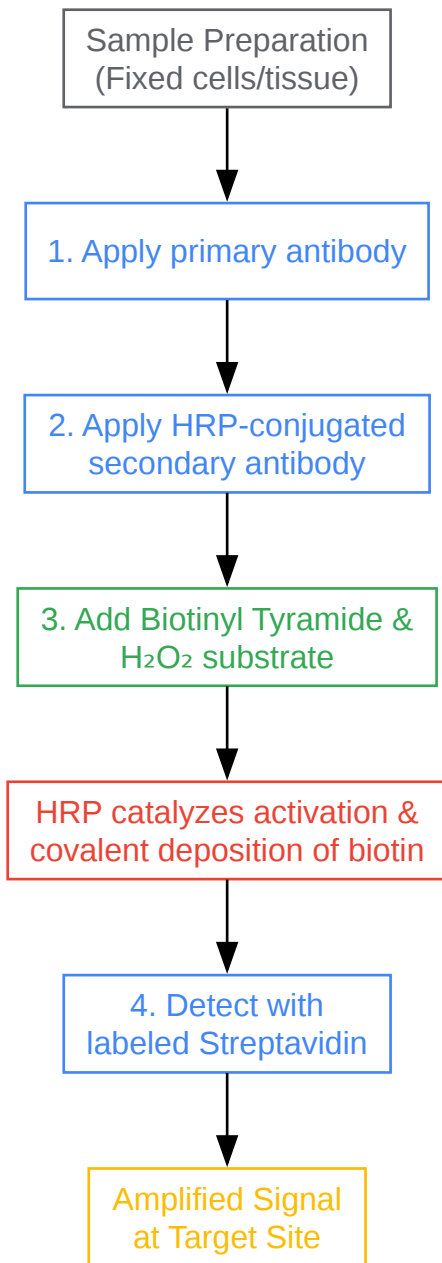 Sample Preparation
(Fixed cells/tissue)
1. Apply primary antibody
2. Apply HRP-conjugated
secondary antibody
3. Add Biotinyl Tyramide &
H₂O₂ substrate
HRP catalyzes activation &
covalent deposition of biotin
4. Detect with
labeled Streptavidin
Amplified Signal
at Target Site